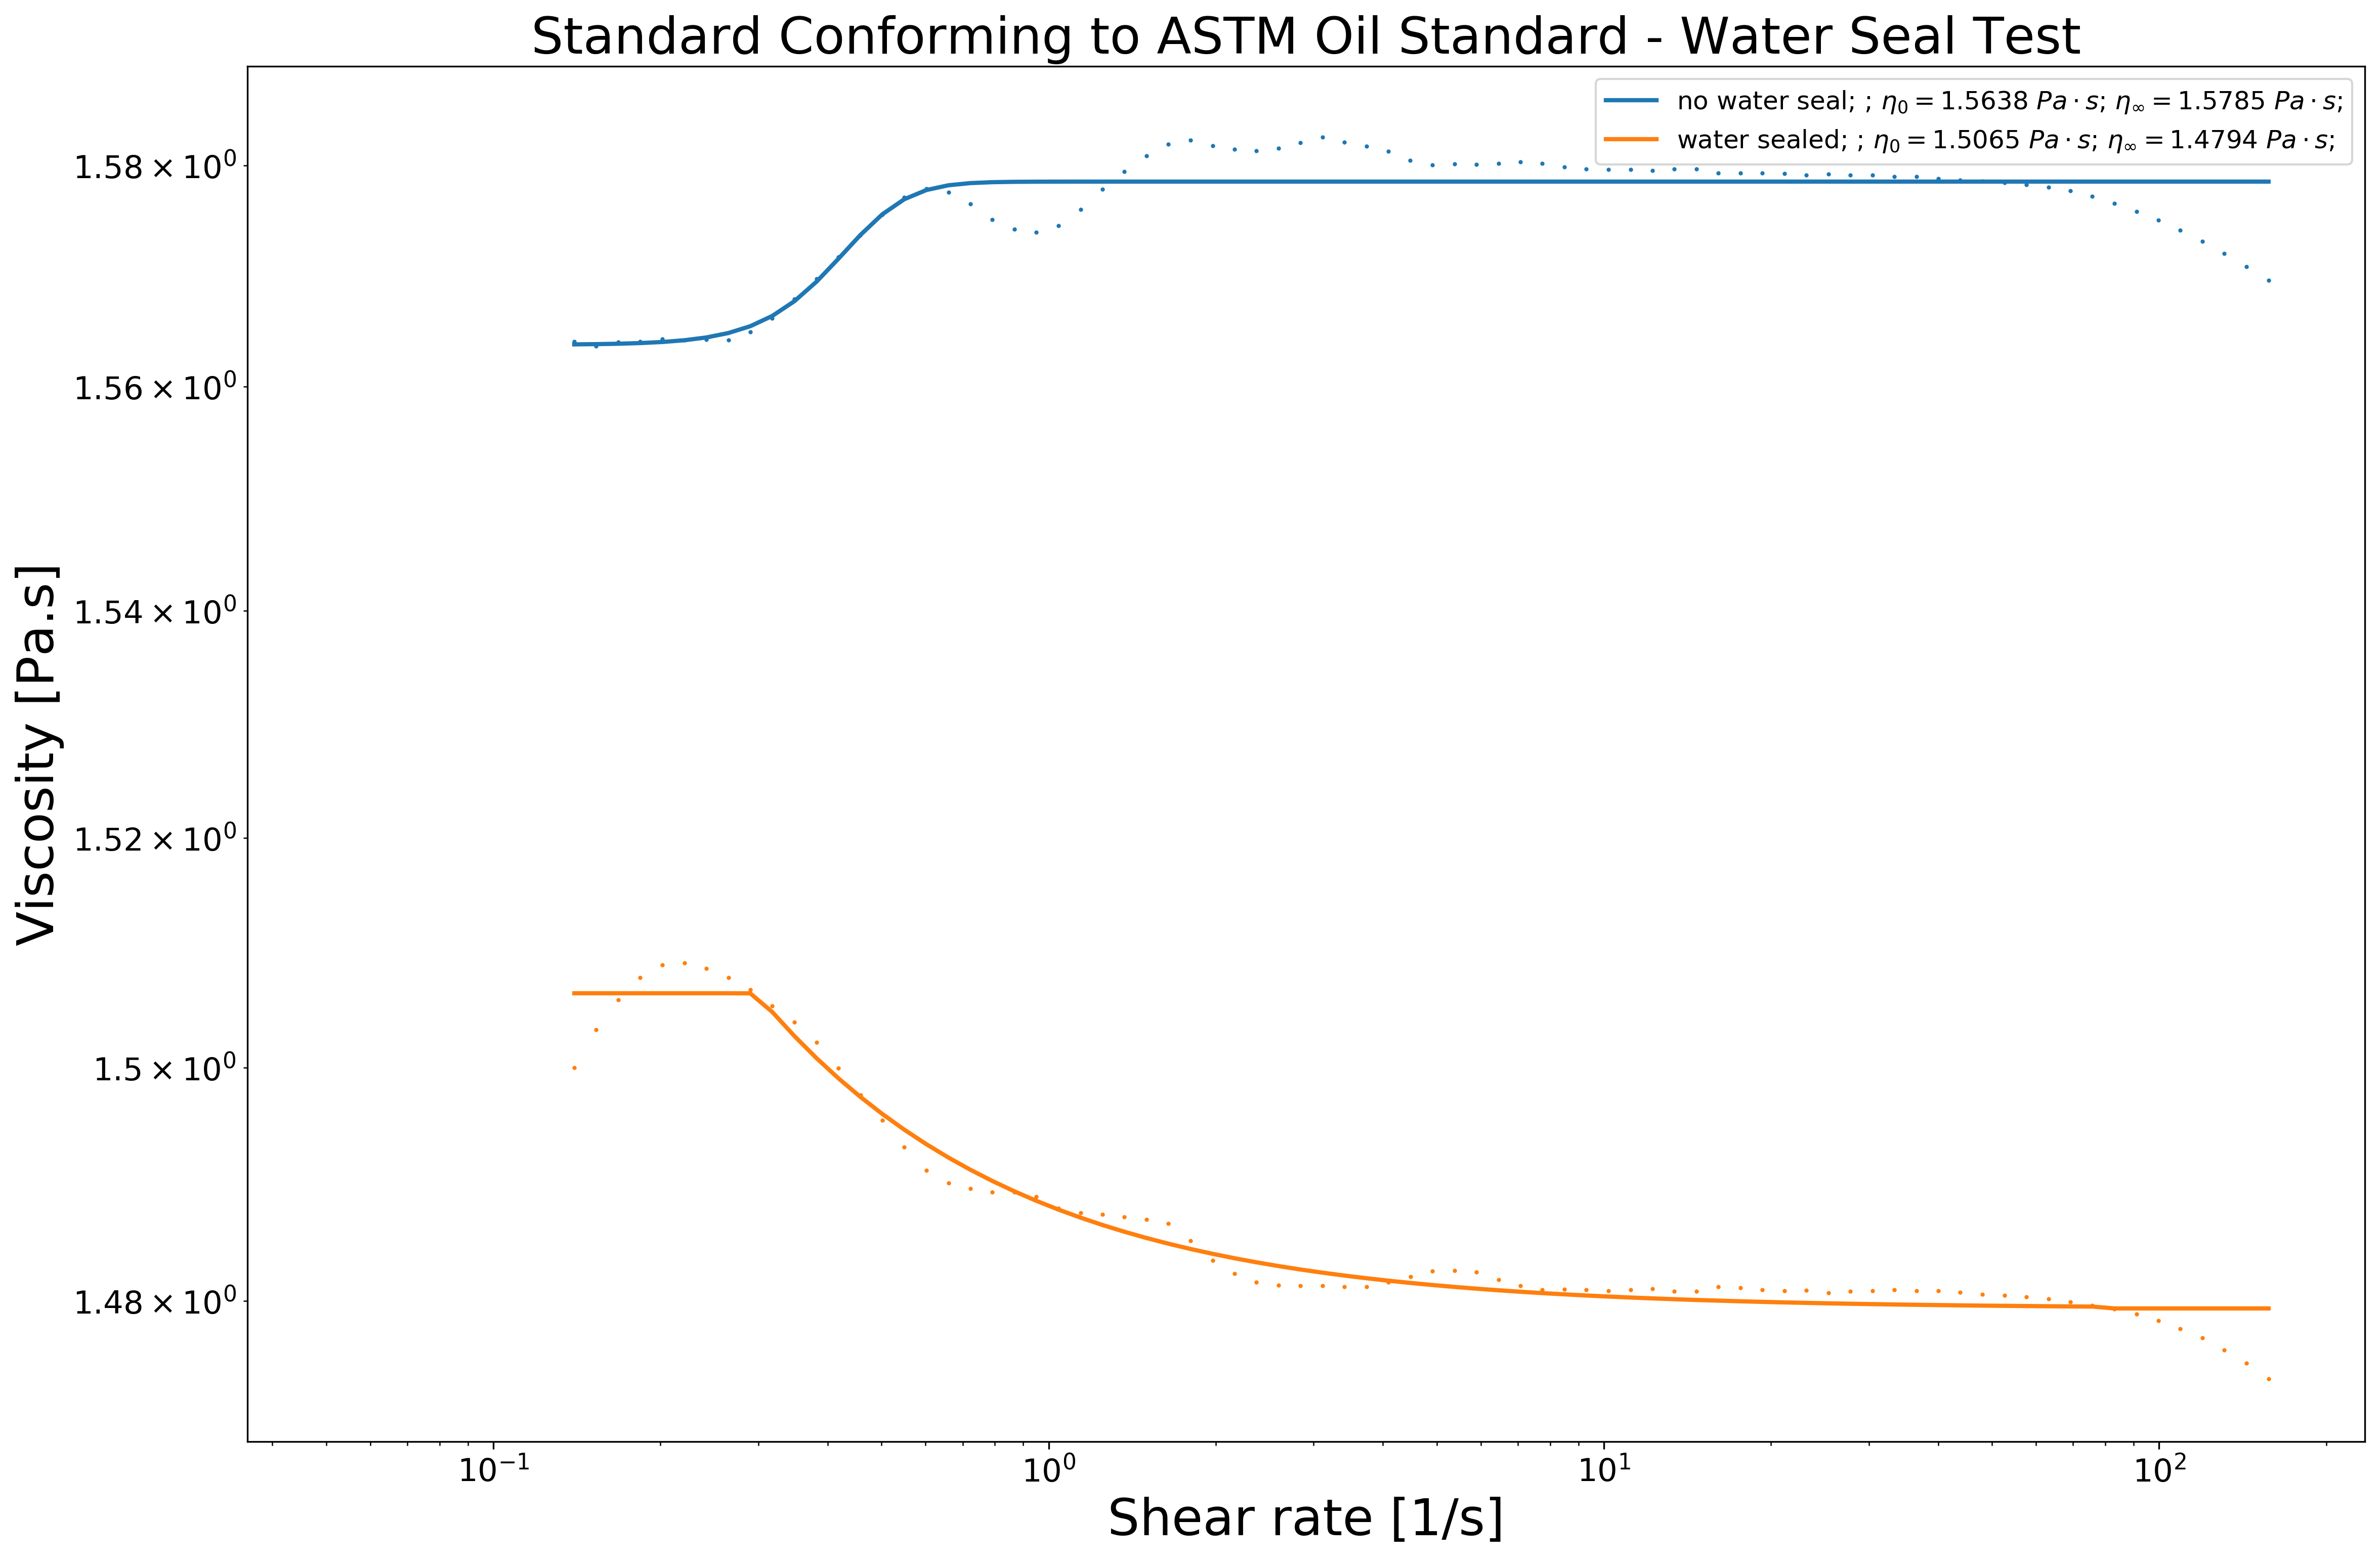 Standard Conforming to ASTM Oil Standard - Water Seal Test
no water seal; ; η₀ = 1.5638 Pa · s; η∞ = 1.5785 Pa · s;
water sealed; ; η₀ = 1.5065 Pa · s; η∞ = 1.4794 Pa · s;
Viscosity [Pa.s]
1.58 × 10⁰
1.56 × 10⁰
1.54 × 10⁰
1.52 × 10⁰
1.5 × 10⁰
1.48 × 10⁰
10⁻¹ 10⁰ 10¹ 10²
Shear rate [1/s]